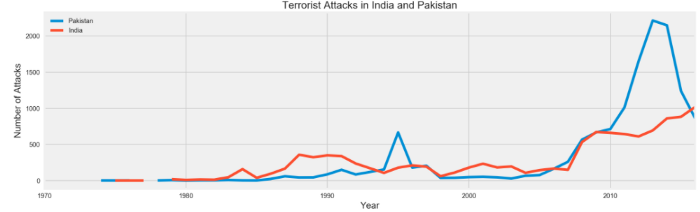 Terrorist Attacks in India and Pakistan
Pakistan
India
Number of Attacks
2000
1500
1000
500
0
1970
1980
1990
2000
2010
Year